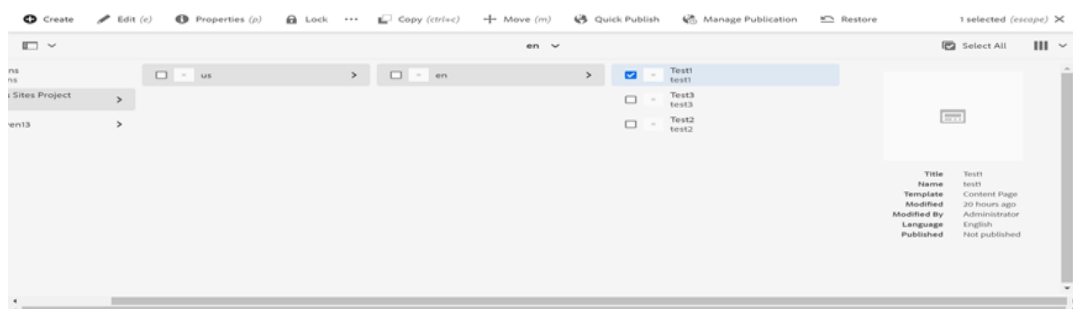 Create Edit (e) Properties (p) Lock ... Copy (ctrl+c) Move (m) Quick Publish Manage Publication Restore 1 selected (escape)
en Select All
ns
ns
us
en
Test1
test1
Sites Project
Test3
test3
en13
Test2
test2
Title Test1
Name test1
Template Content Page
Modified 20 hours ago
Modified By Administrator
Language English
Published Not published